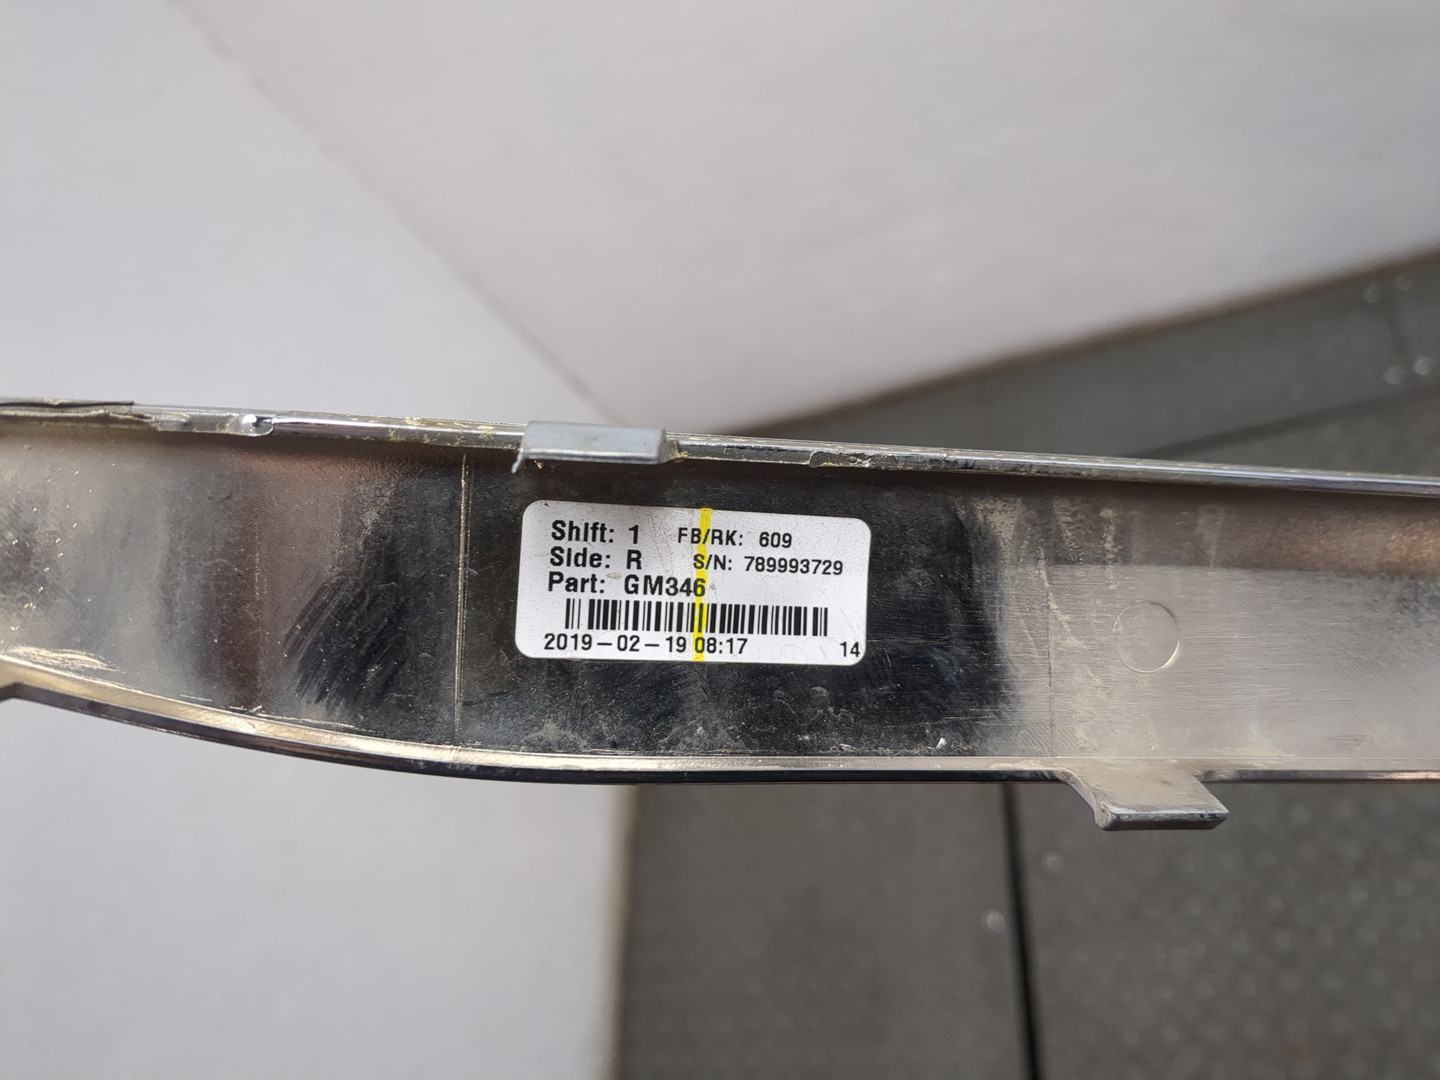 Shift: 1 FB/RK: 609
Side: R S/N: 789993729
Part: GM346
2019-02-19 08:17 14